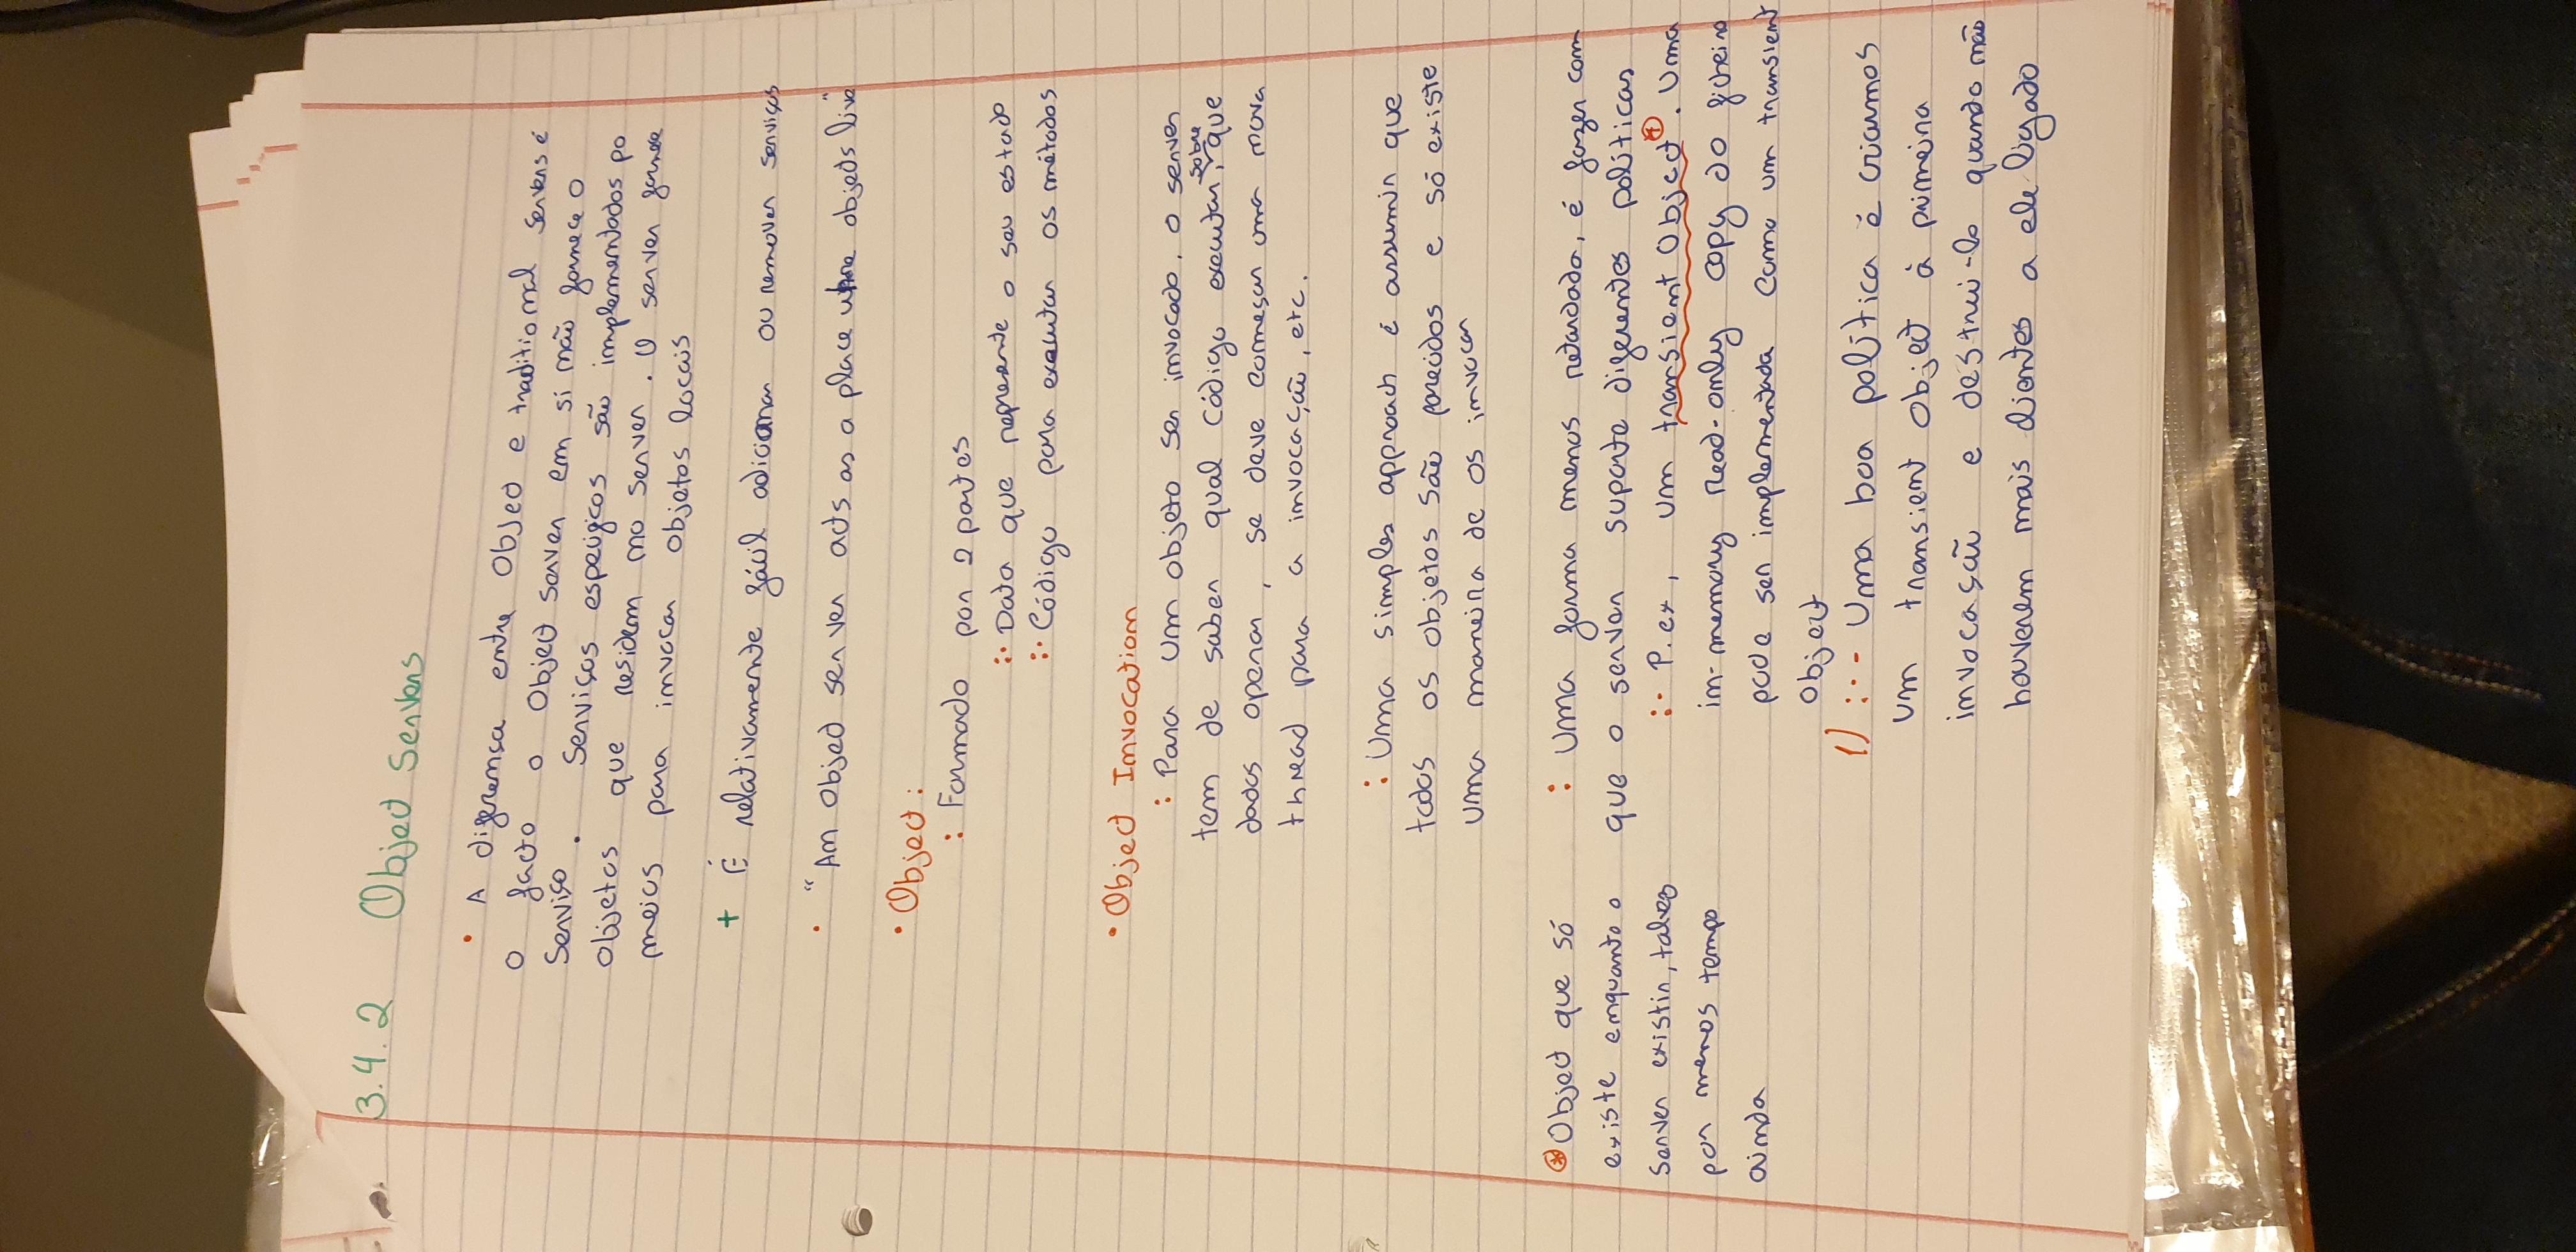 3.4.2 Object Servers
• A diferensa entre Object e traditional servers é
o facto o Object server em si não fornece o
Serviso. Serviços especificos são implementados po
objetos que residem no server. O server fornece
meios para invocar objetos locais
+ É relativamente fácil adicionar ou remover serviços
• "An object server acts as a place where objects live"
• Object:
: Formado por 2 partes
:· Data que represente o seu estado
:· Código para executar os métodos
• Object Invocation
: Para um objeto ser invocado, o server
tem de saber qual código executar, sobre que
dados operar, se deve começar uma nova
thread para a invocação, etc.
: Uma simples approach é assumir que
todos os objetos são parecidos e só existe
uma maneira de os invocar
: Uma forma menos retardada, é fazer com
que o server suporte diferentes políticas
:· P.ex, um transient Object*. Uma
in-memory Read-only copy do ficheiro
pode ser implementada como um transient
object
1) :·- Uma boa política é criarmos
um transient object à primeira
invocasão e destrui-lo quando não
houverem mais clientes a ele ligado
* Object que só
existe enquanto o
server existir, talvez
por menos tempo
ainda